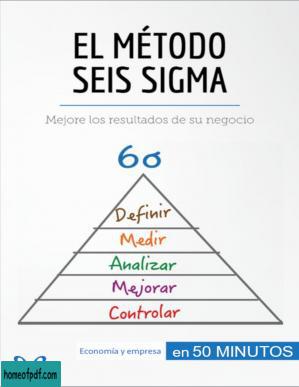 EL MÉTODO
SEIS SIGMA
Mejore los resultados de su negocio
6σ
Definir
Medir
Analizar
Mejorar
Controlar
Economía y empresa
en 50 MINUTOS
homeofpdf.com